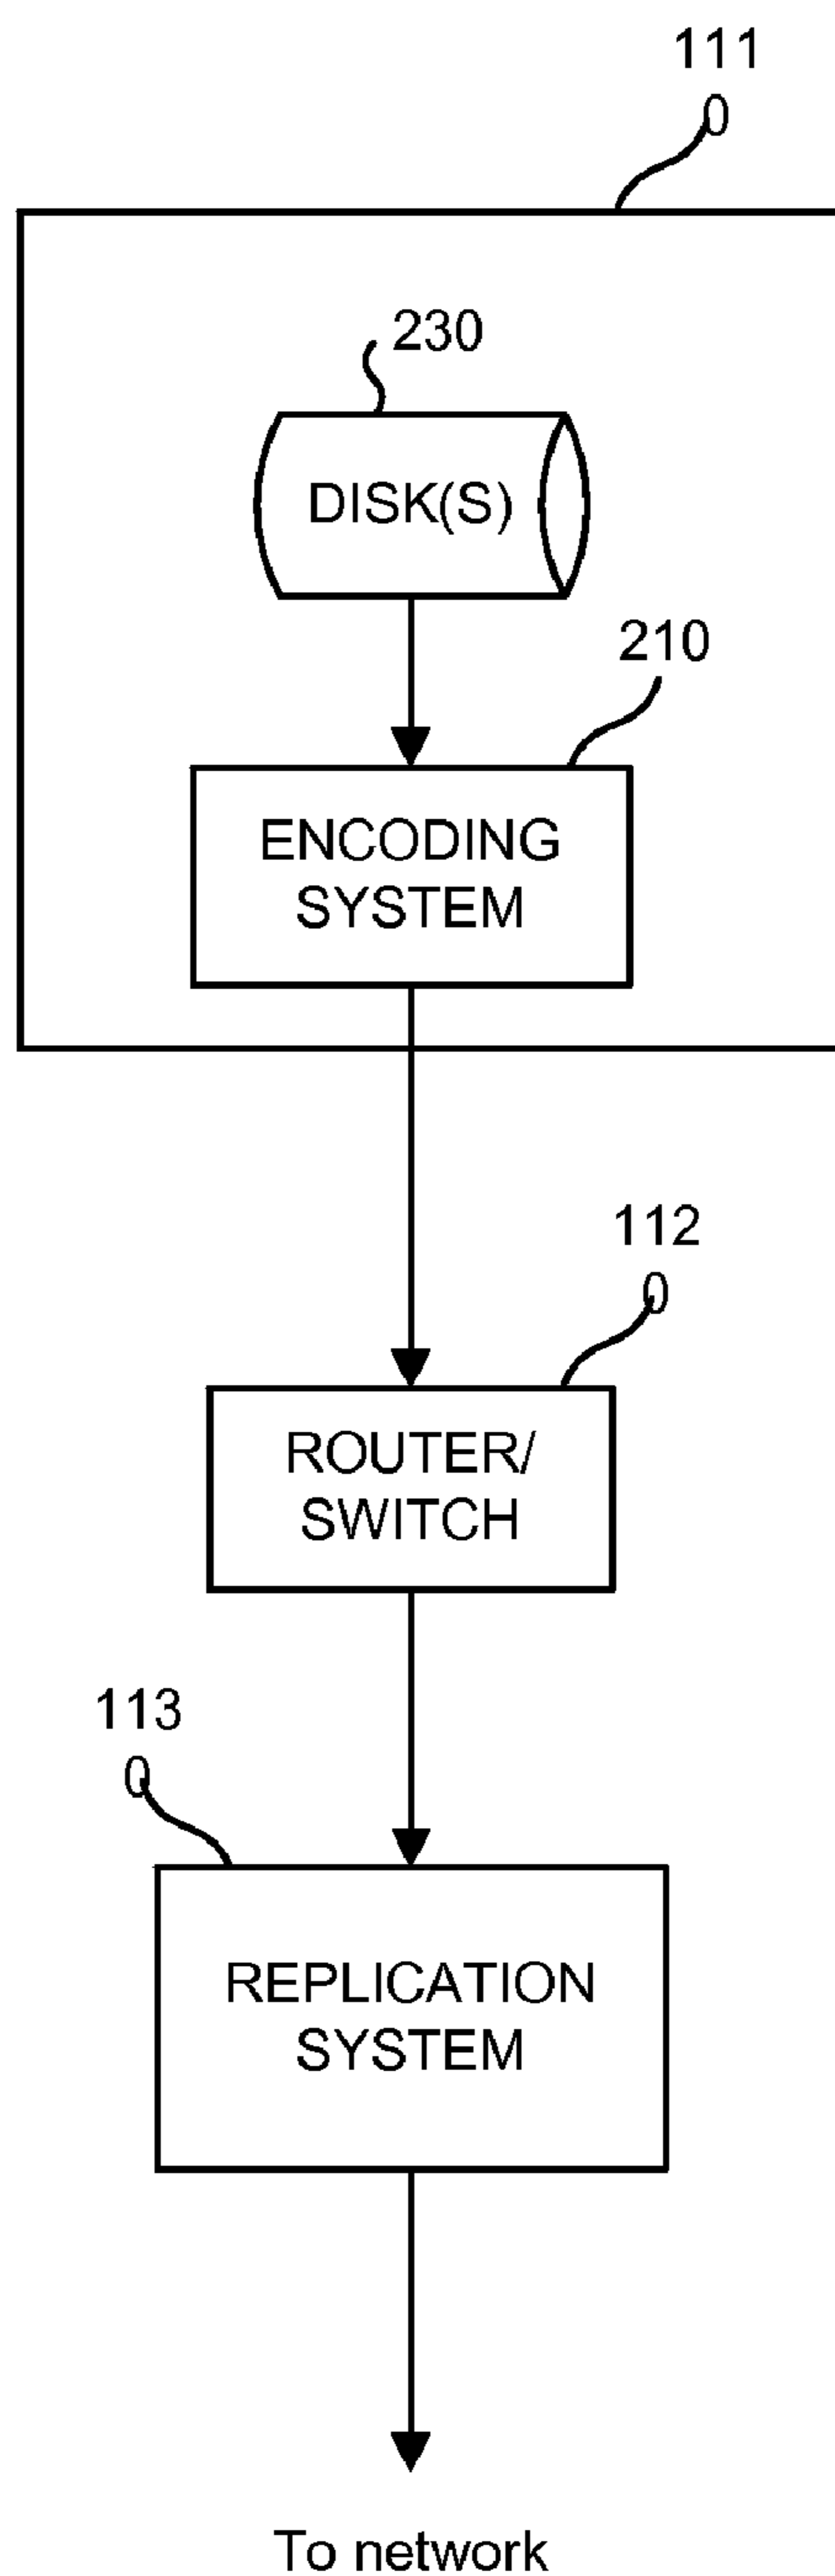 111
0
230
DISK(S)
210
ENCODING
SYSTEM
112
0
ROUTER/
SWITCH
113
0
REPLICATION
SYSTEM
To network